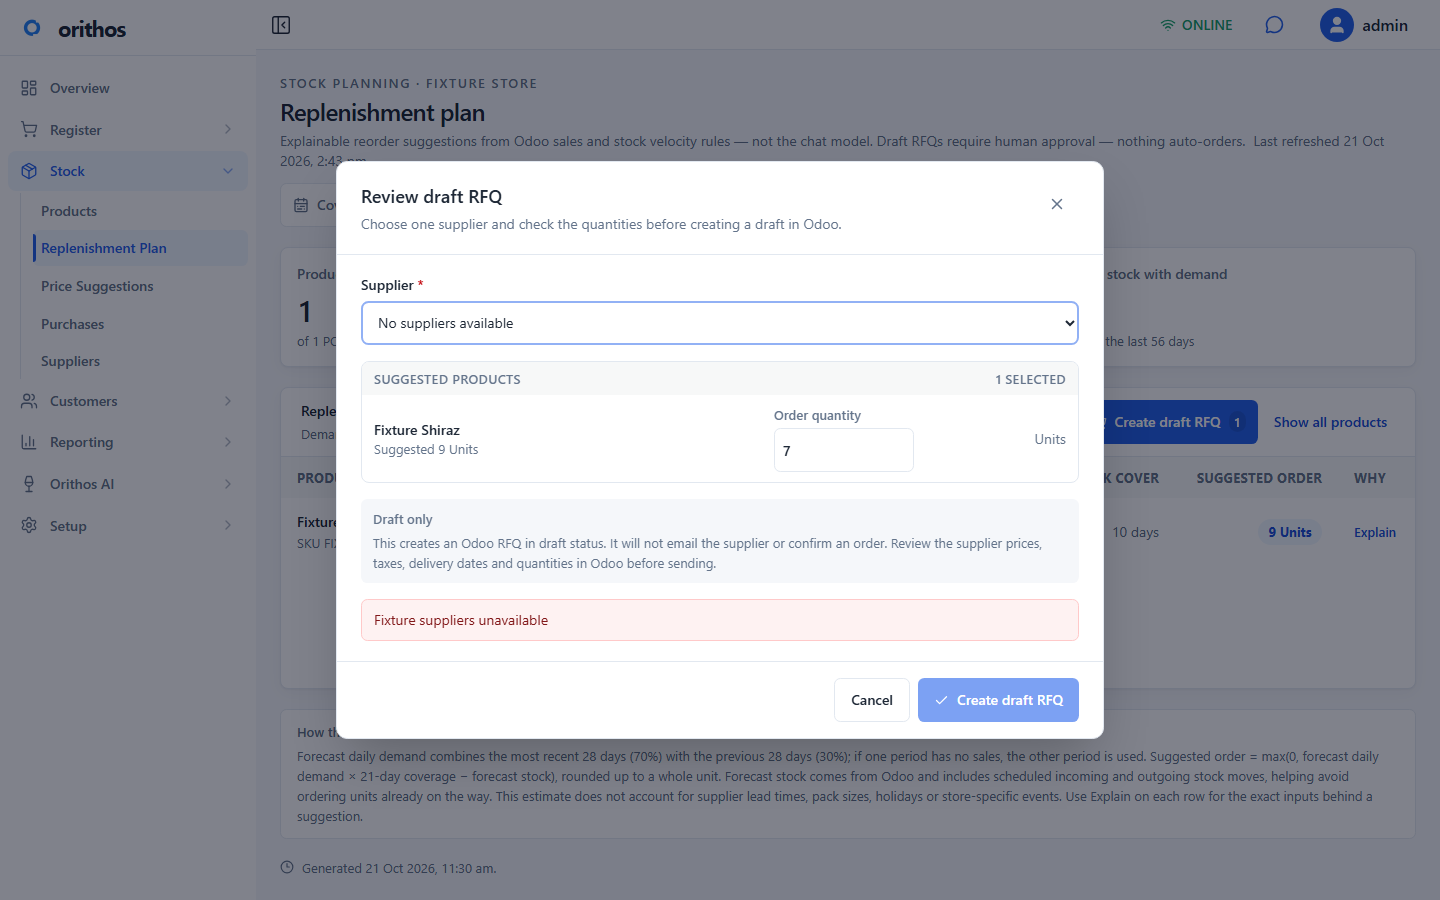 orithos
ONLINE
admin
Overview
Register
Stock
Products
Replenishment Plan
Price Suggestions
Purchases
Suppliers
Customers
Reporting
Orithos AI
Setup
STOCK PLANNING · FIXTURE STORE
Replenishment plan
Explainable reorder suggestions from Odoo sales and stock velocity rules — not the chat model. Draft RFQs require human approval — nothing auto-orders. Last refreshed 21 Oct
2026, 2:43 pm
Review draft RFQ
Choose one supplier and check the quantities before creating a draft in Odoo.
Supplier *
No suppliers available
SUGGESTED PRODUCTS 1 SELECTED
Fixture Shiraz
Suggested 9 Units
Order quantity
7
Units
Draft only
This creates an Odoo RFQ in draft status. It will not email the supplier or confirm an order. Review the supplier prices,
taxes, delivery dates and quantities in Odoo before sending.
Fixture suppliers unavailable
Cancel
Create draft RFQ
1
of 1
stock with demand
the last 56 days
Create draft RFQ 1
Show all products
COVER SUGGESTED ORDER WHY
SKU
10 days
9 Units
Explain
Forecast daily demand combines the most recent 28 days (70%) with the previous 28 days (30%); if one period has no sales, the other period is used. Suggested order = max(0, forecast daily
demand × 21-day coverage − forecast stock), rounded up to a whole unit. Forecast stock comes from Odoo and includes scheduled incoming and outgoing stock moves, helping avoid
ordering units already on the way. This estimate does not account for supplier lead times, pack sizes, holidays or store-specific events. Use Explain on each row for the exact inputs behind a
suggestion.
Generated 21 Oct 2026, 11:30 am.